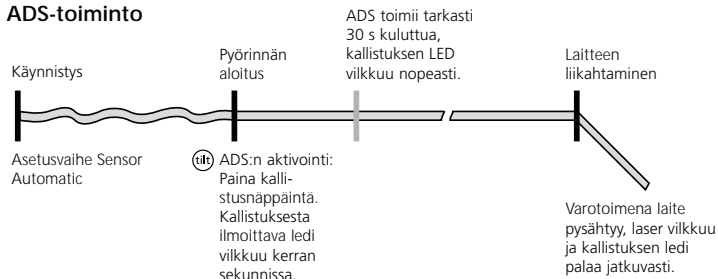 ADS-toiminto
Käynnistys
Pyörinnän
aloitus
ADS toimii tarkasti
30 s kuluttua,
kallistuksen LED
vilkkuu nopeasti.
Laitteen
liikahtaminen
Asetusvaihe Sensor
Automatic
tilt
ADS:n aktivointi:
Paina kalli-
stusnäppäintä.
Kallistuksesta
ilmoittava ledi
vilkkuu kerran
sekunnissa.
Varotoimena laite
pysähtyy, laser vilkkuu
ja kallistuksen ledi
palaa jatkuvasti.